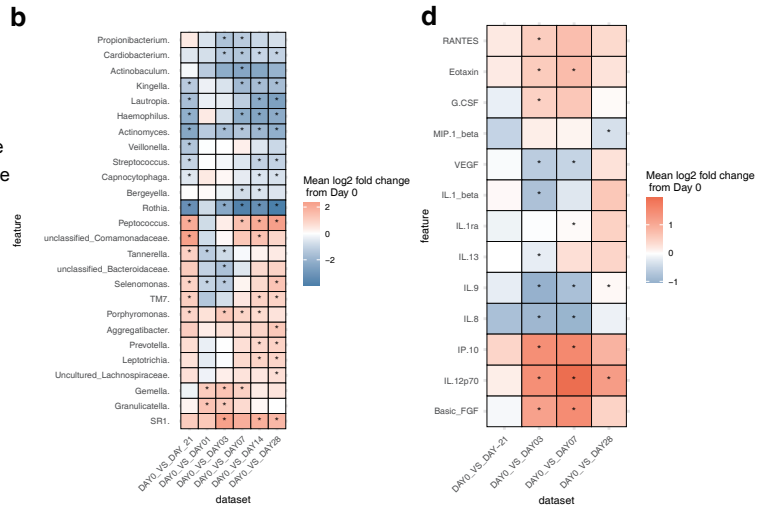 b
e
e
Propionibacterium.
Cardiobacterium.
Actinobaculum.
Kingella.
Lautropia.
Haemophilus.
Actinomyces.
Veillonella.
Streptococcus.
Capnocytophaga.
Bergeyella.
Rothia.
Peptococcus.
unclassified_Comamonadaceae.
Tannerella.
unclassified_Bacteroidaceae.
Selenomonas.
TM7.
Porphyromonas.
Aggregatibacter.
Prevotella.
Leptotrichia.
Uncultured_Lachnospiraceae.
Gemella.
Granulicatella.
SR1.
feature
DAY0_VS_DAY_21
DAY0_VS_DAY01
DAY0_VS_DAY03
DAY0_VS_DAY07
DAY0_VS_DAY14
DAY0_VS_DAY28
dataset
Mean log2 fold change
from Day 0
2
0
−2
d
RANTES
Eotaxin
G.CSF
MIP.1_beta
VEGF
IL.1_beta
IL.1ra
IL.13
IL.9
IL.8
IP.10
IL.12p70
Basic_FGF
feature
DAY0_VS_DAY−21
DAY0_VS_DAY03
DAY0_VS_DAY07
DAY0_VS_DAY28
dataset
Mean log2 fold change
from Day 0
1
0
−1